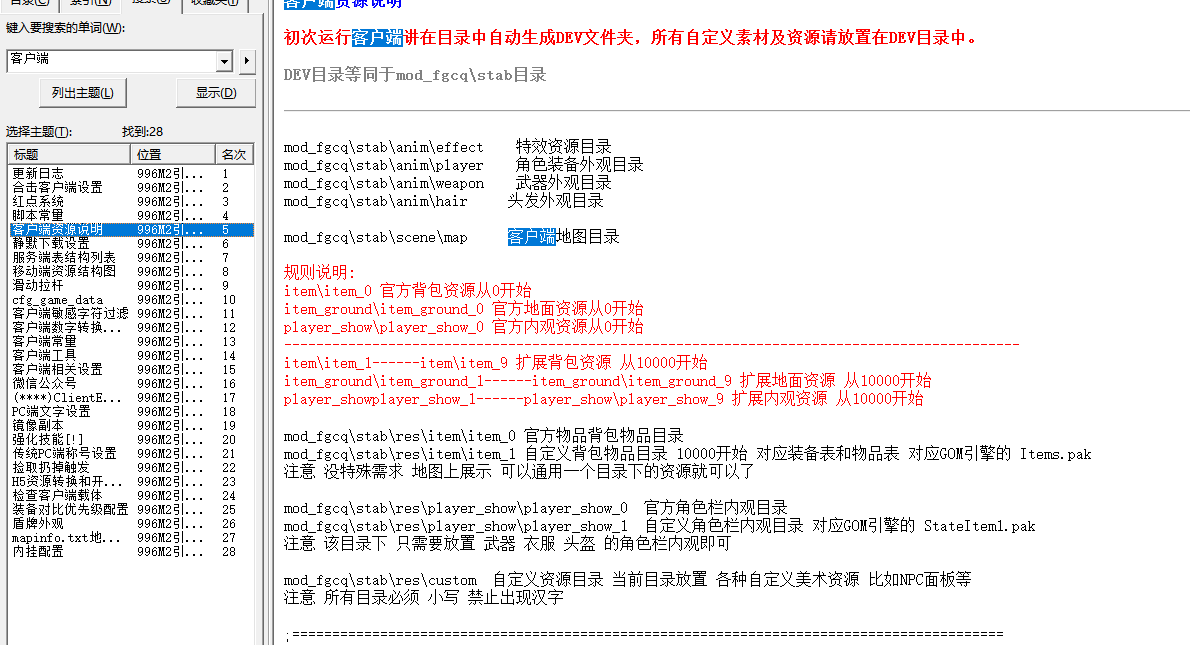 键入要搜索的单词(W):
客户端
列出主题(L)
显示(D)
选择主题(T): 找到:28
标题 位置 名次
更新日志 996M2引... 1
合击客户端设置 996M2引... 2
红点系统 996M2引... 3
脚本常量 996M2引... 4
客户端资源说明 996M2引... 5
静默下载设置 996M2引... 6
服务端表结构列表 996M2引... 7
移动端资源结构图 996M2引... 8
滑动拉杆 996M2引... 9
cfg_game_data 996M2引... 10
客户端敏感字符过滤 996M2引... 11
客户端数字转换... 996M2引... 12
客户端常量 996M2引... 13
客户端工具 996M2引... 14
客户端相关设置 996M2引... 15
微信公众号 996M2引... 16
(****)ClientE... 996M2引... 17
PC端文字设置 996M2引... 18
镜像副本 996M2引... 19
强化技能[!] 996M2引... 20
传统PC端称号设置 996M2引... 21
捡取扔掉触发 996M2引... 22
H5资源转换和开... 996M2引... 23
检查客户端载体 996M2引... 24
装备对比优先级配置 996M2引... 25
盾牌外观 996M2引... 26
mapinfo.txt地... 996M2引... 27
内挂配置 996M2引... 28
客户端资源说明
初次运行客户端讲在目录中自动生成DEV文件夹，所有自定义素材及资源请放置在DEV目录中。
DEV目录等同于mod_fgcq\stab目录
mod_fgcq\stab\anim\effect 特效资源目录
mod_fgcq\stab\anim\player 角色装备外观目录
mod_fgcq\stab\anim\weapon 武器外观目录
mod_fgcq\stab\anim\hair 头发外观目录
mod_fgcq\stab\scene\map 客户端地图目录
规则说明:
item\item_0 官方背包资源从0开始
item_ground\item_ground_0 官方地面资源从0开始
player_show\player_show_0 官方内观资源从0开始
--------------------------------------------------------------------------------------------
item\item_1------item\item_9 扩展背包资源 从10000开始
item_ground\item_ground_1------item_ground\item_ground_9 扩展地面资源 从10000开始
player_showplayer_show_1------player_show\player_show_9 扩展内观资源 从10000开始
mod_fgcq\stab\res\item\item_0 官方物品背包物品目录
mod_fgcq\stab\res\item\item_1 自定义背包物品目录 10000开始 对应装备表和物品表 对应GOM引擎的 Items.pak
注意 没特殊需求 地图上展示 可以通用一个目录下的资源就可以了
mod_fgcq\stab\res\player_show\player_show_0 官方角色栏内观目录
mod_fgcq\stab\res\player_show\player_show_1 自定义角色栏内观目录 对应GOM引擎的 StateItem1.pak
注意 该目录下 只需要放置 武器 衣服 头盔 的角色栏内观即可
mod_fgcq\stab\res\custom 自定义资源目录 当前目录放置 各种自定义美术资源 比如NPC面板等
注意 所有目录必须 小写 禁止出现汉字
;=========================================================================================